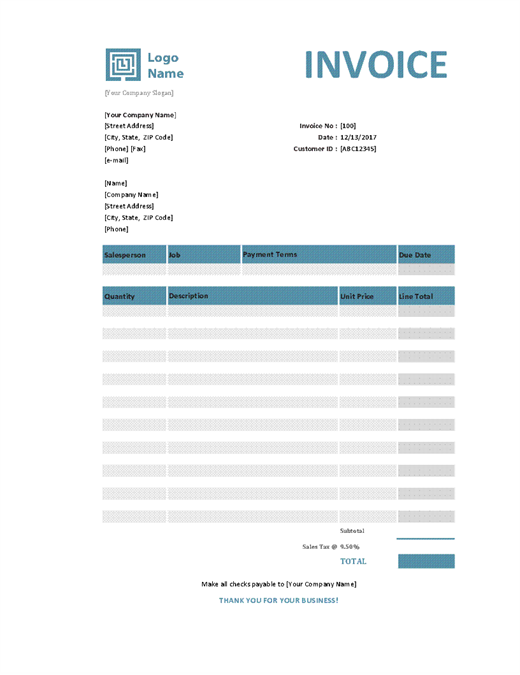 Logo
Name
INVOICE
[Your Company Slogan]
[Your Company Name]
[Street Address]
Invoice No : [100]
[City, State, ZIP Code]
Date : 12/13/2017
[Phone] [Fax]
Customer ID : [ABC12345]
[e-mail]
[Name]
[Company Name]
[Street Address]
[City, State, ZIP Code]
[Phone]
Salesperson Job Payment Terms Due Date
Quantity Description Unit Price Line Total
Subtotal
Sales Tax @ 9.50%
TOTAL
Make all checks payable to [Your Company Name]
THANK YOU FOR YOUR BUSINESS!